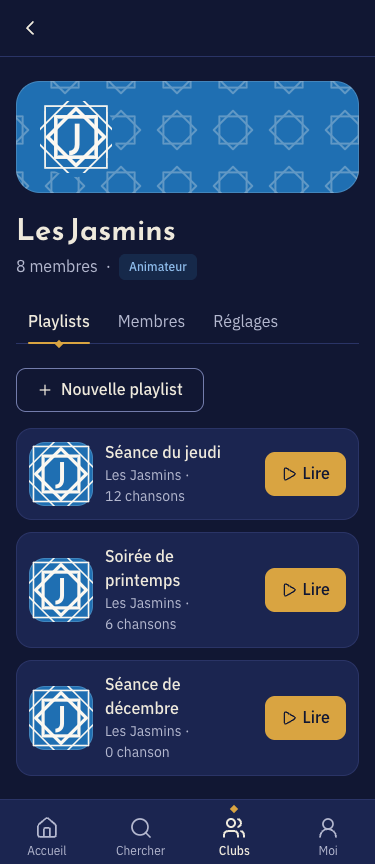 J
Les Jasmins
8 membres · Animateur
Playlists Membres Réglages
+ Nouvelle playlist
J
Séance du jeudi
Les Jasmins ·
12 chansons
Lire
J
Soirée de
printemps
Les Jasmins ·
6 chansons
Lire
J
Séance de
décembre
Les Jasmins ·
0 chanson
Lire
Accueil Chercher Clubs Moi